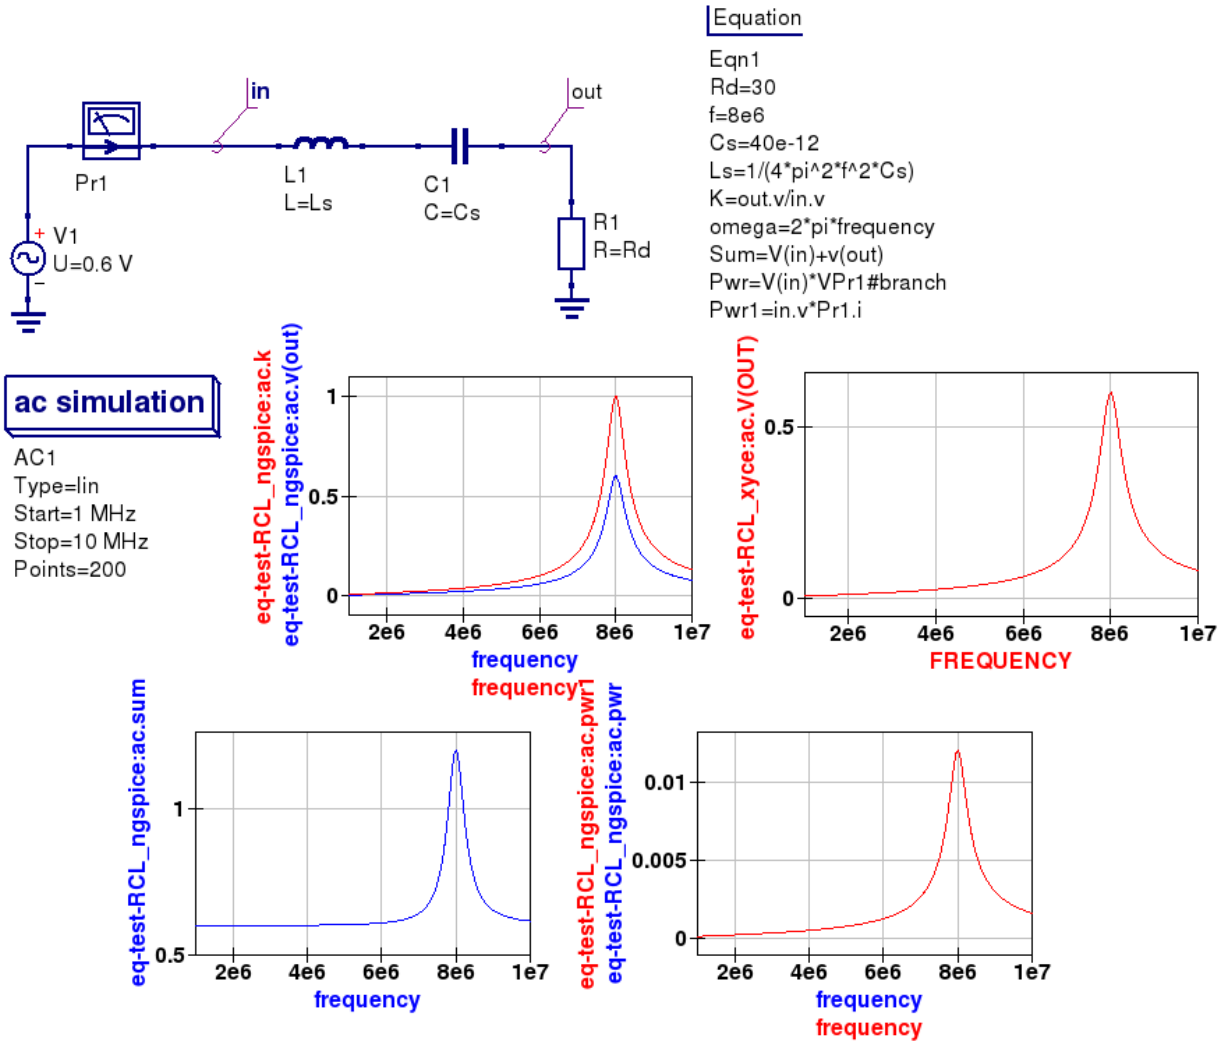 Equation
Eqn1
Rd=30
f=8e6
Cs=40e-12
Ls=1/(4*pi^2*f^2*Cs)
K=out.v/in.v
omega=2*pi*frequency
Sum=V(in)+v(out)
Pwr=V(in)*VPr1#branch
Pwr1=in.v*Pr1.i
in
out
Pr1
L1
L=Ls
C1
C=Cs
R1
R=Rd
+
V1
U=0.6 V
−
ac simulation
AC1
Type=lin
Start=1 MHz
Stop=10 MHz
Points=200
eq-test-RCL_ngspice:ac.k
eq-test-RCL_ngspice:ac.v(out)
1
0.5
0
2e6 4e6 6e6 8e6 1e7
frequency
frequency
eq-test-RCL_xyce:ac.V(OUT)
0.5
0
2e6 4e6 6e6 8e6 1e7
FREQUENCY
eq-test-RCL_ngspice:ac.sum
1
0.5
2e6 4e6 6e6 8e6 1e7
frequency
eq-test-RCL_ngspice:ac.pwr1
eq-test-RCL_ngspice:ac.pwr
0.01
0.005
0
2e6 4e6 6e6 8e6 1e7
frequency
frequency